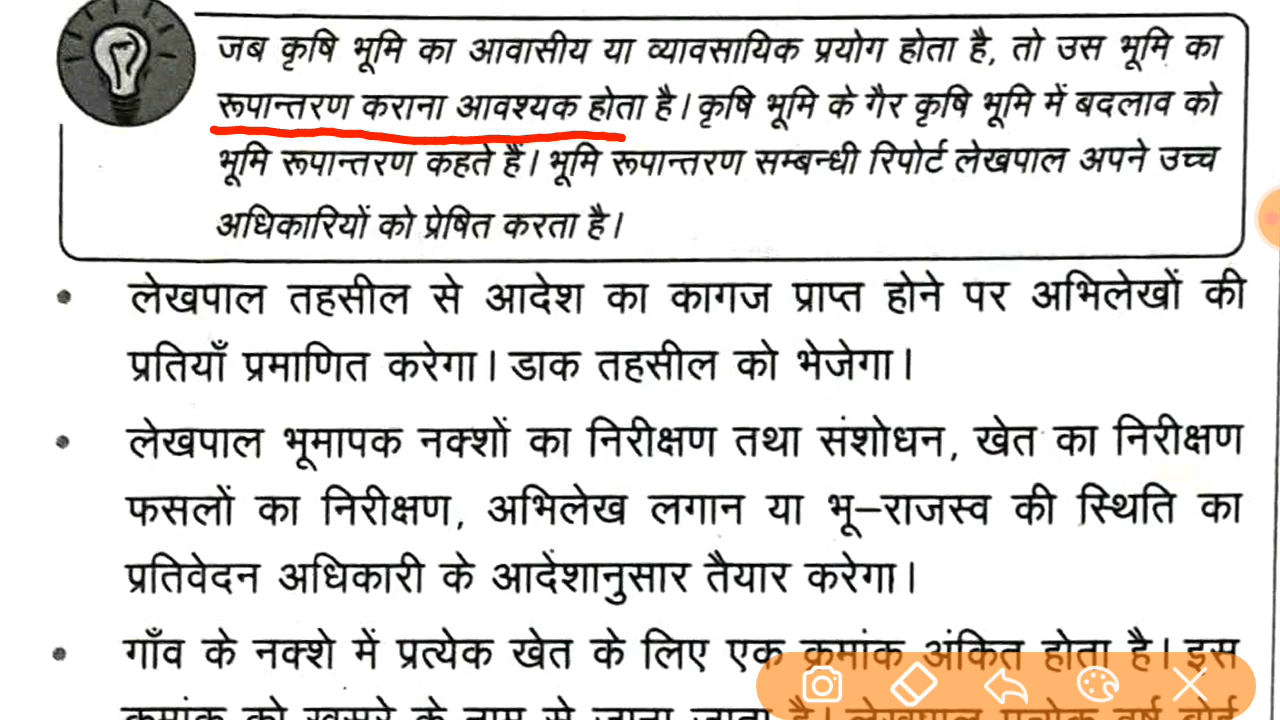 जब कृषि भूमि का आवासीय या व्यावसायिक प्रयोग होता है, तो उस भूमि का
रूपान्तरण कराना आवश्यक होता है। कृषि भूमि के गैर कृषि भूमि में बदलाव को
भूमि रूपान्तरण कहते हैं। भूमि रूपान्तरण सम्बन्धी रिपोर्ट लेखपाल अपने उच्च
अधिकारियों को प्रेषित करता है।
• लेखपाल तहसील से आदेश का कागज प्राप्त होने पर अभिलेखों की
प्रतियाँ प्रमाणित करेगा। डाक तहसील को भेजेगा।
• लेखपाल भूमापक नक्शों का निरीक्षण तथा संशोधन, खेत का निरीक्षण
फसलों का निरीक्षण, अभिलेख लगान या भू–राजस्व की स्थिति का
प्रतिवेदन अधिकारी के आदेशानुसार तैयार करेगा।
• गाँव के नक्शे में प्रत्येक खेत के लिए एक क्रमांक अंकित होता है। इस